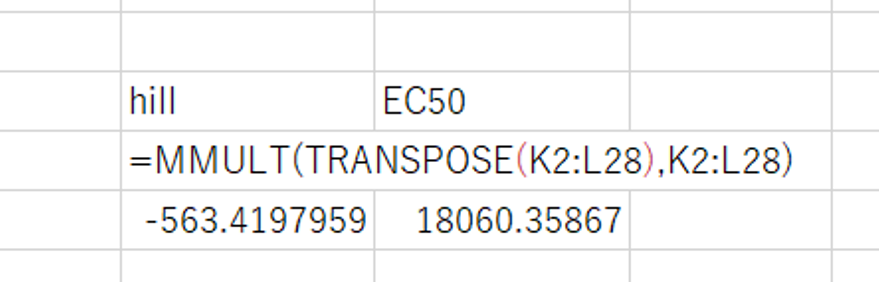 hill EC50
=MMULT(TRANSPOSE(K2:L28),K2:L28)
-563.4197959 18060.35867